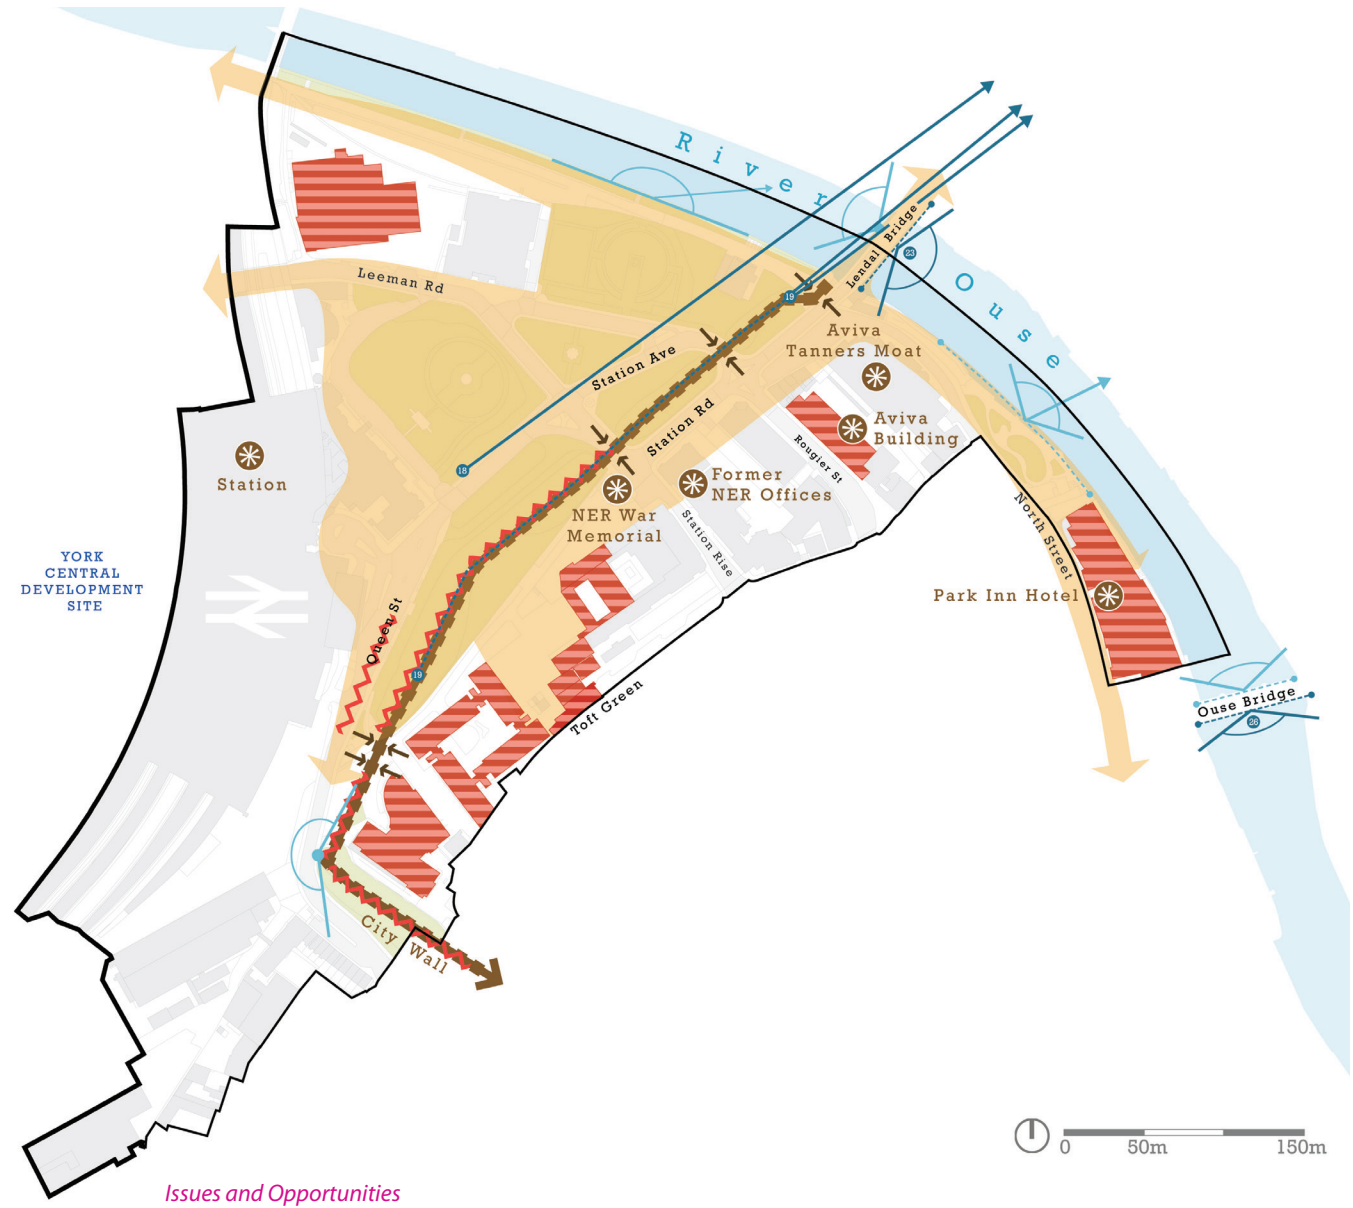 River
Ouse
Lendal Bridge
23
19
Leeman Rd
Aviva
Tanners Moat
Station Ave
Station Rd
Aviva
Building
Rougier St
18
Station
Former
NER Offices
NER War
Memorial
Station Rise
North Street
YORK
CENTRAL
DEVELOPMENT
SITE
Park Inn Hotel
Queen St
19
Toft Green
Ouse Bridge
26
City Wall
0 50m 150m
Issues and Opportunities